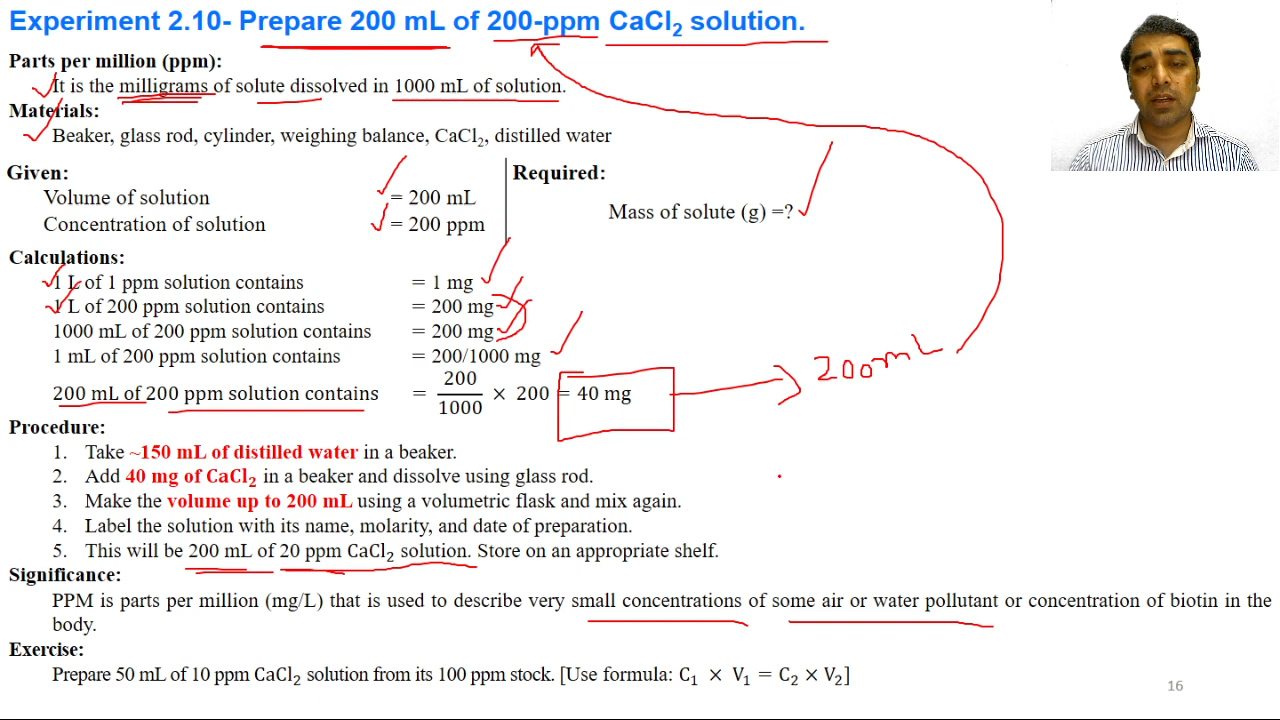 Experiment 2.10- Prepare 200 mL of 200-ppm CaCl₂ solution.
Parts per million (ppm):
It is the milligrams of solute dissolved in 1000 mL of solution.
Materials:
Beaker, glass rod, cylinder, weighing balance, CaCl₂, distilled water
Given: Required:
Volume of solution = 200 mL
Mass of solute (g) =?
Concentration of solution = 200 ppm
Calculations:
1 L of 1 ppm solution contains = 1 mg
1 L of 200 ppm solution contains = 200 mg
1000 mL of 200 ppm solution contains = 200 mg
1 mL of 200 ppm solution contains = 200/1000 mg
200 mL of 200 ppm solution contains = 200/1000 × 200 = 40 mg
200 mL
Procedure:
1. Take ~150 mL of distilled water in a beaker.
2. Add 40 mg of CaCl₂ in a beaker and dissolve using glass rod.
3. Make the volume up to 200 mL using a volumetric flask and mix again.
4. Label the solution with its name, molarity, and date of preparation.
5. This will be 200 mL of 20 ppm CaCl₂ solution. Store on an appropriate shelf.
Significance:
PPM is parts per million (mg/L) that is used to describe very small concentrations of some air or water pollutant or concentration of biotin in the
body.
Exercise:
Prepare 50 mL of 10 ppm CaCl₂ solution from its 100 ppm stock. [Use formula: C₁ × V₁ = C₂ × V₂]
16